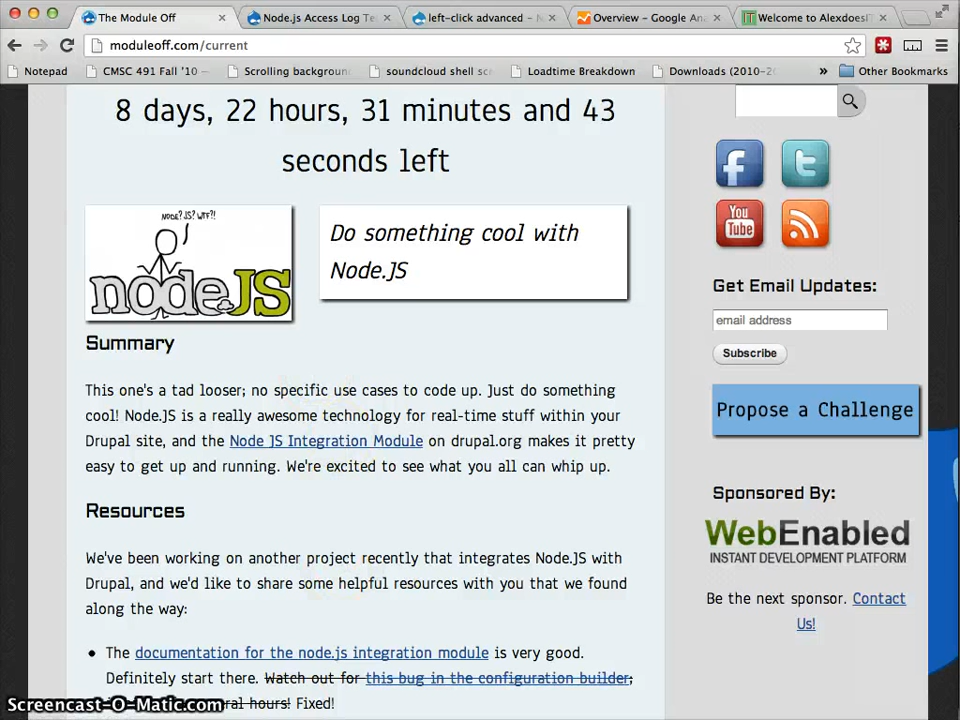 The Module Off
Node.js Access Log Te
left-click advanced - N
Overview – Google An
Welcome to AlexdoesIT
moduleoff.com/current
Notepad
CMSC 491 Fall '10 –
Scrolling background
soundcloud shell sc
Loadtime Breakdown
Downloads (2010-2
»
Other Bookmarks
8 days, 22 hours, 31 minutes and 43
seconds left
NODE? JS? WTF?!
nodeJS
Do something cool with
Node.JS
Summary
This one's a tad looser; no specific use cases to code up. Just do something
cool! Node.JS is a really awesome technology for real-time stuff within your
Drupal site, and the Node JS Integration Module on drupal.org makes it pretty
easy to get up and running. We're excited to see what you all can whip up.
Resources
We've been working on another project recently that integrates Node.JS with
Drupal, and we'd like to share some helpful resources with you that we found
along the way:
• The documentation for the node.js integration module is very good.
Definitely start there. Watch out for this bug in the configuration builder;
ral hours! Fixed!
f
t
You
Tube
Get Email Updates:
email address
Subscribe
Propose a Challenge
Sponsored By:
WebEnabled
INSTANT DEVELOPMENT PLATFORM
Be the next sponsor. Contact
Us!
Screencast-O-Matic.com